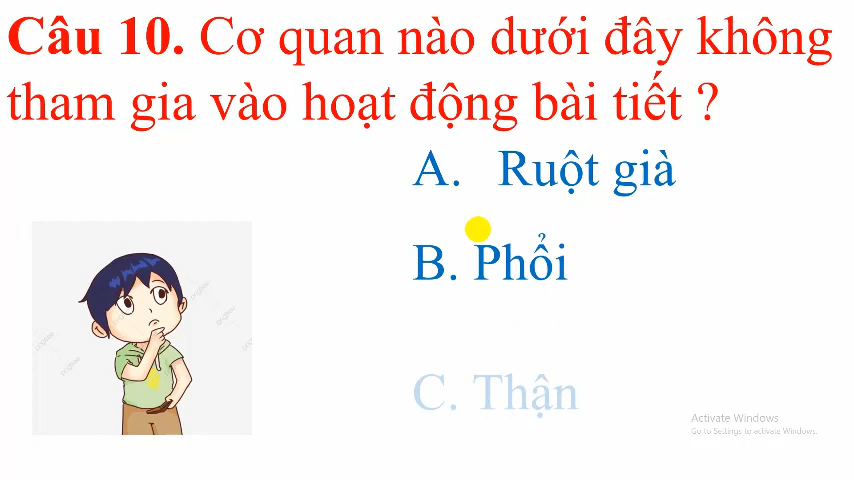 Câu 10. Cơ quan nào dưới đây không
tham gia vào hoạt động bài tiết ?
A. Ruột già
B. Phổi
C. Thận
Activate Windows
Go to Settings to activate Windows.